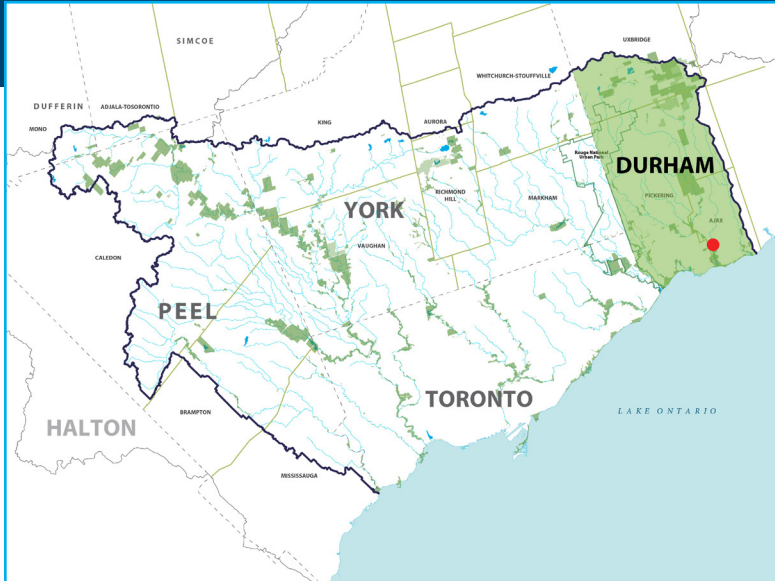 SIMCOE
UXBRIDGE
WHITCHURCH-STOUFFVILLE
DUFFERIN
ADJALA-TOSORONTIO
MONO
KING
AURORA
Rouge National
Urban Park
DURHAM
RICHMOND
HILL
MARKHAM
PICKERING
YORK
AJAX
VAUGHAN
CALEDON
PEEL
TORONTO
LAKE ONTARIO
BRAMPTON
HALTON
MISSISSAUGA